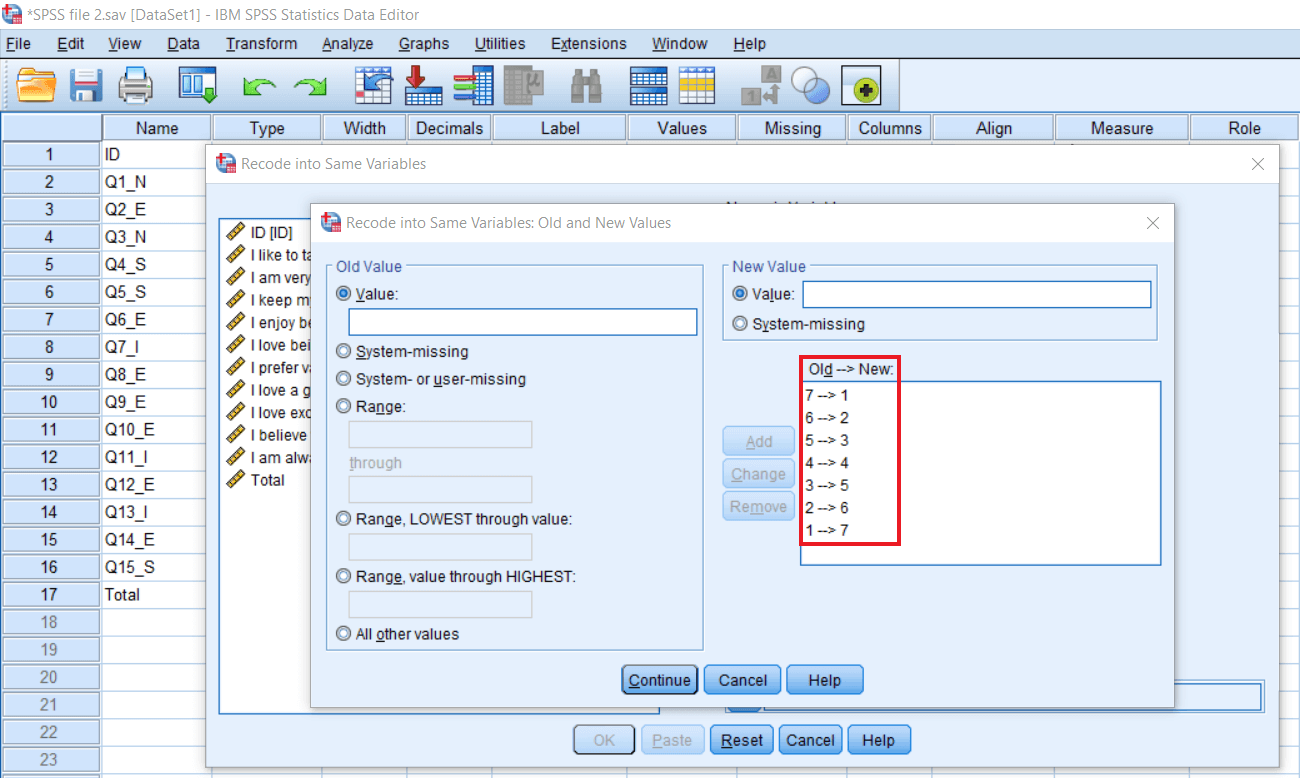 *SPSS file 2.sav [DataSet1] - IBM SPSS Statistics Data Editor
File Edit View Data Transform Analyze Graphs Utilities Extensions Window Help
Name Type Width Decimals Label Values Missing Columns Align Measure Role
1 ID
2 Q1_N
3 Q2_E
4 Q3_N
5 Q4_S
6 Q5_S
7 Q6_E
8 Q7_I
9 Q8_E
10 Q9_E
11 Q10_E
12 Q11_I
13 Q12_E
14 Q13_I
15 Q14_E
16 Q15_S
17 Total
18
19
20
21
22
23
Recode into Same Variables
ID [ID]
I like to ta
I am very
I keep my
I enjoy be
I love bei
I prefer va
I love a g
I love exc
I believe
I am alwa
Total
Recode into Same Variables: Old and New Values
Old Value
Value:
System-missing
System- or user-missing
Range:
through
Range, LOWEST through value:
Range, value through HIGHEST:
All other values
New Value
Value:
System-missing
Old --> New:
7 --> 1
6 --> 2
5 --> 3
4 --> 4
3 --> 5
2 --> 6
1 --> 7
Add
Change
Remove
Continue Cancel Help
OK Paste Reset Cancel Help